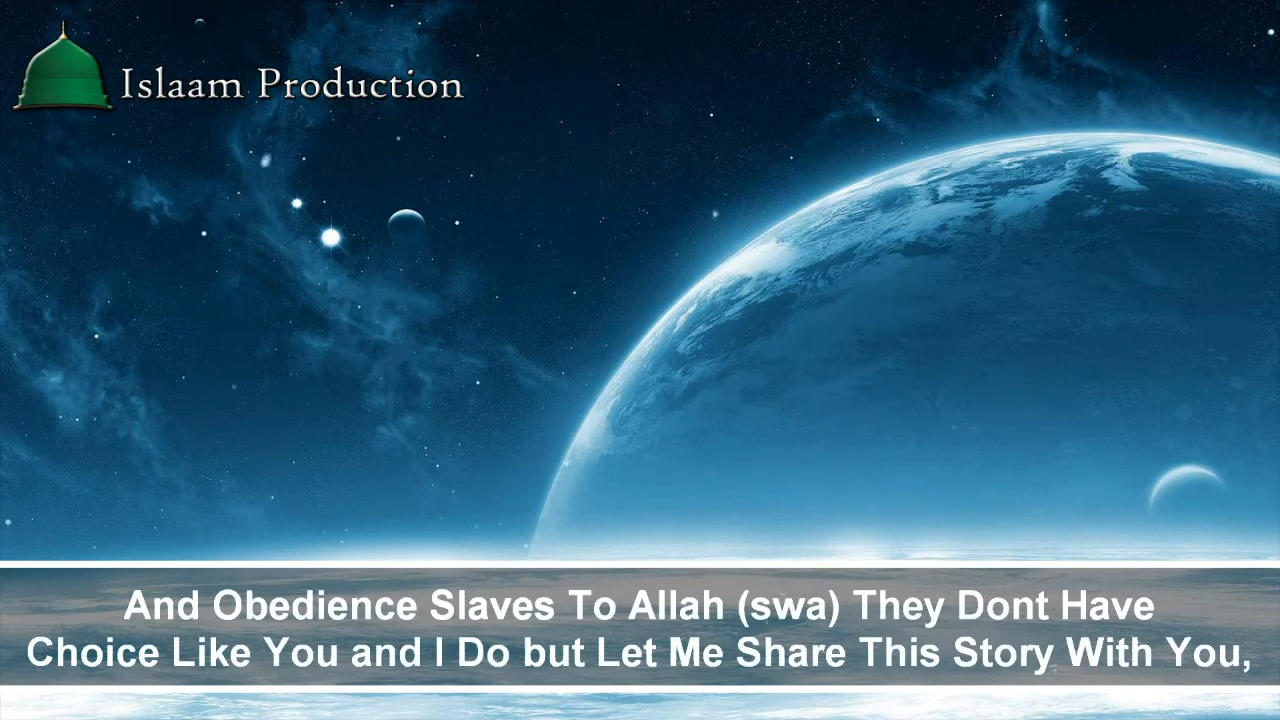 Islaam Production
And Obedience Slaves To Allah (swa) They Dont Have
Choice Like You and I Do but Let Me Share This Story With You,